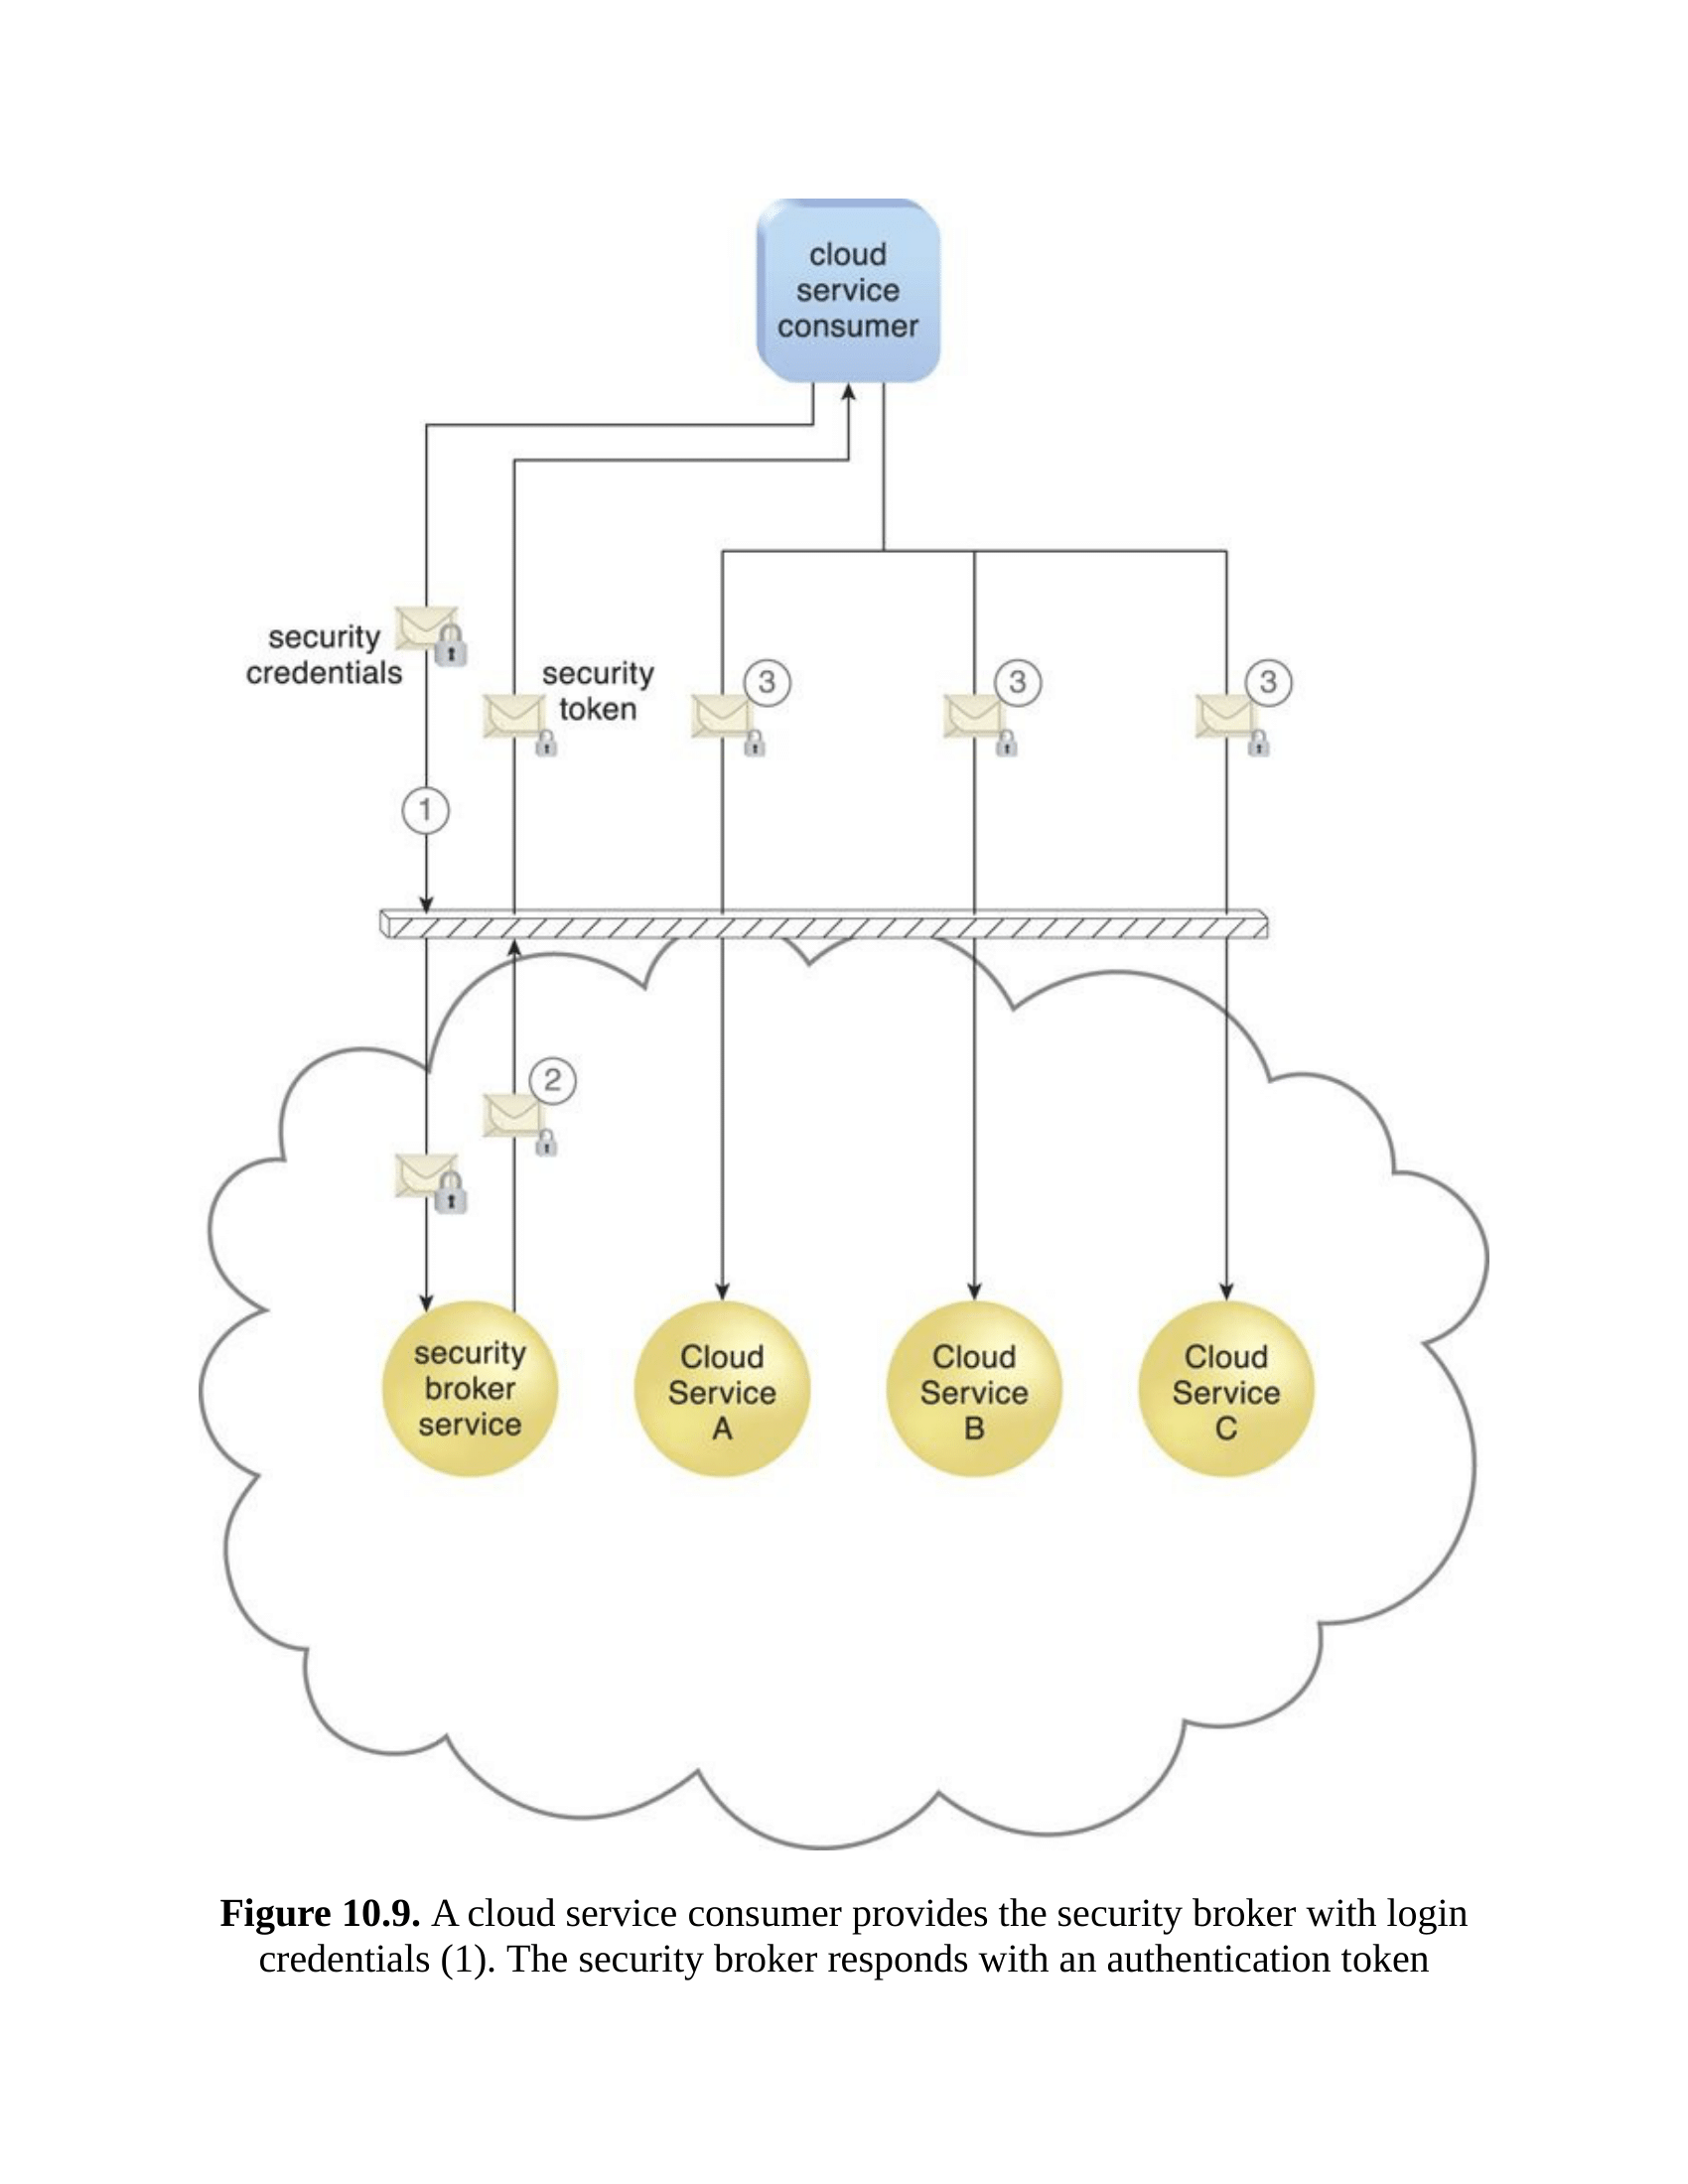 cloud
service
consumer
security
credentials
security
token
3
3
3
1
2
security
broker
service
Cloud
Service
A
Cloud
Service
B
Cloud
Service
C
Figure 10.9. A cloud service consumer provides the security broker with login
credentials (1). The security broker responds with an authentication token